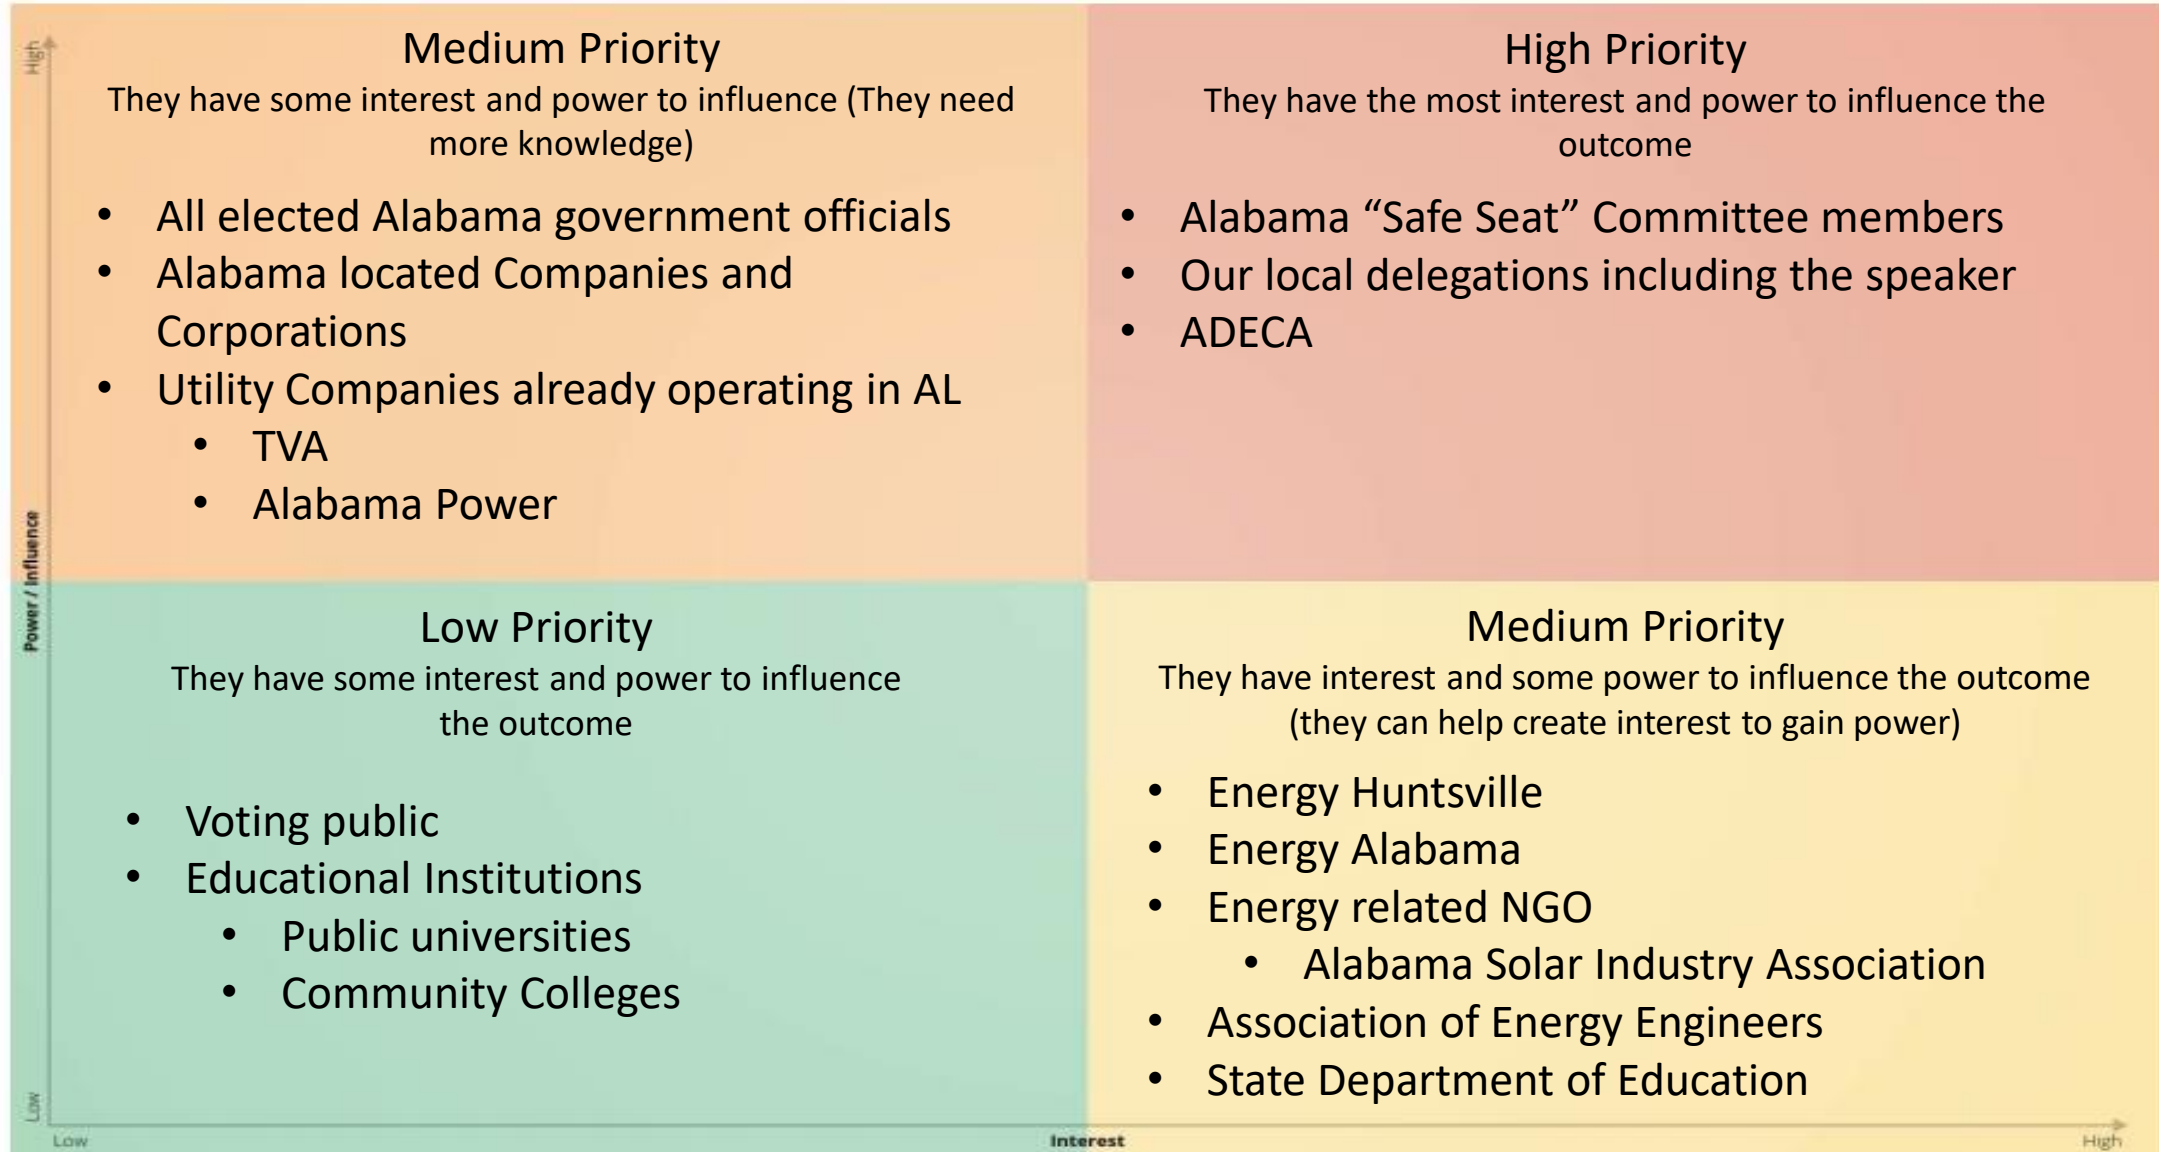 High
Medium Priority
They have some interest and power to influence (They need
more knowledge)
• All elected Alabama government officials
• Alabama located Companies and
Corporations
• Utility Companies already operating in AL
• TVA
• Alabama Power
High Priority
They have the most interest and power to influence the
outcome
• Alabama “Safe Seat” Committee members
• Our local delegations including the speaker
• ADECA
Power / Influence
Low Priority
They have some interest and power to influence
the outcome
• Voting public
• Educational Institutions
• Public universities
• Community Colleges
Medium Priority
They have interest and some power to influence the outcome
(they can help create interest to gain power)
• Energy Huntsville
• Energy Alabama
• Energy related NGO
• Alabama Solar Industry Association
• Association of Energy Engineers
• State Department of Education
Low
Low
Interest
High